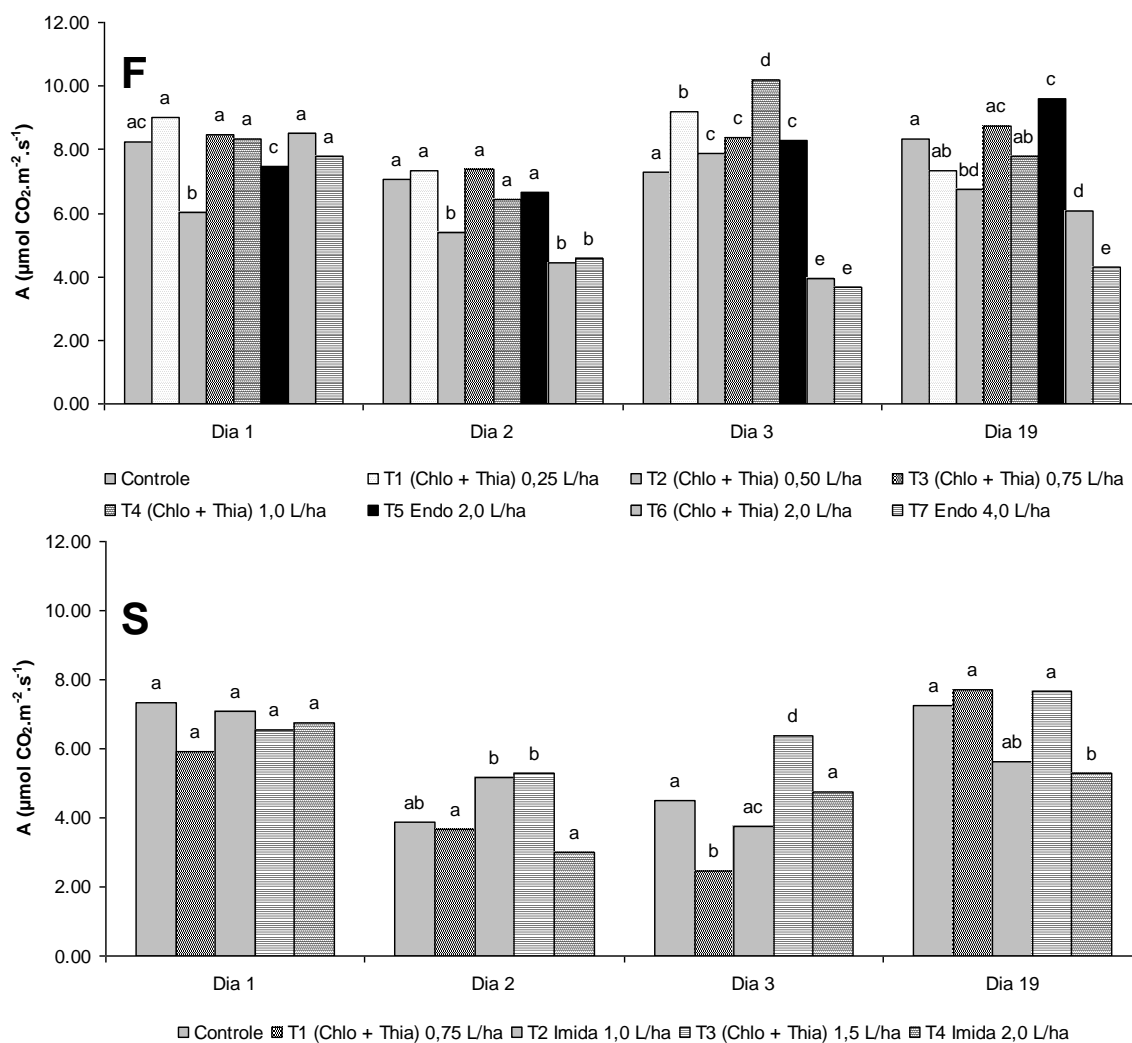 12.00
10.00
8.00
6.00
4.00
2.00
0.00
A (µmol CO₂.m⁻².s⁻¹)
F
ac a b a a c a a
a a b a a a b b
a b c c d c e e
a ab bd ac ab c d e
Dia 1 Dia 2 Dia 3 Dia 19
Controle T1 (Chlo + Thia) 0,25 L/ha T2 (Chlo + Thia) 0,50 L/ha T3 (Chlo + Thia) 0,75 L/ha
T4 (Chlo + Thia) 1,0 L/ha T5 Endo 2,0 L/ha T6 (Chlo + Thia) 2,0 L/ha T7 Endo 4,0 L/ha
12.00
10.00
8.00
6.00
4.00
2.00
0.00
A (µmol CO₂.m⁻².s⁻¹)
S
a a a a a
ab a b b a
a b ac d a
a a ab a b
Dia 1 Dia 2 Dia 3 Dia 19
Controle T1 (Chlo + Thia) 0,75 L/ha T2 Imida 1,0 L/ha T3 (Chlo + Thia) 1,5 L/ha T4 Imida 2,0 L/ha